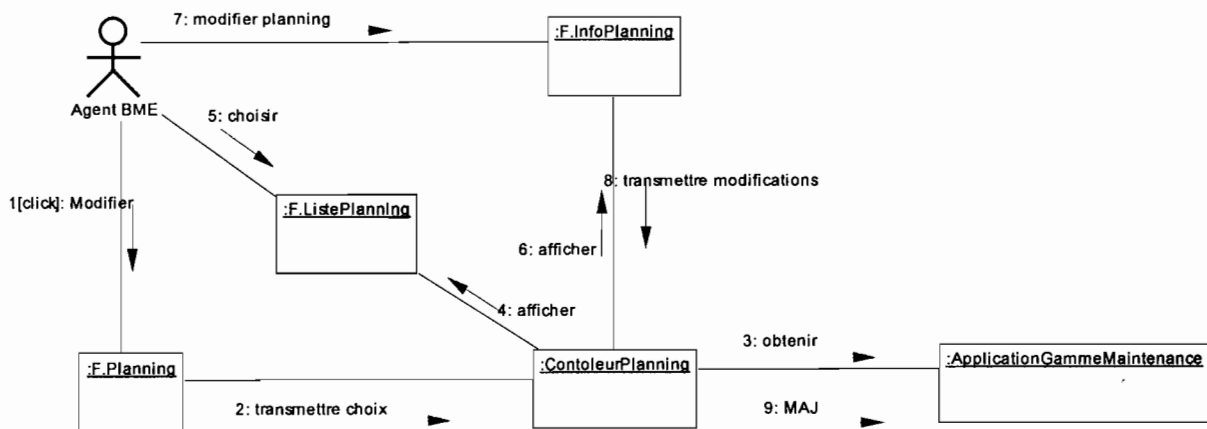 7: modifier planning
:F.InfoPlanning
Agent BME
5: choisir
8: transmettre modifications
1[click]: Modifier
:F.ListePlanning
6: afficher
4: afficher
3: obtenir
:F.Planning
:ContoleurPlanning
:ApplicationGammeMaintenance
2: transmettre choix
9: MAJ